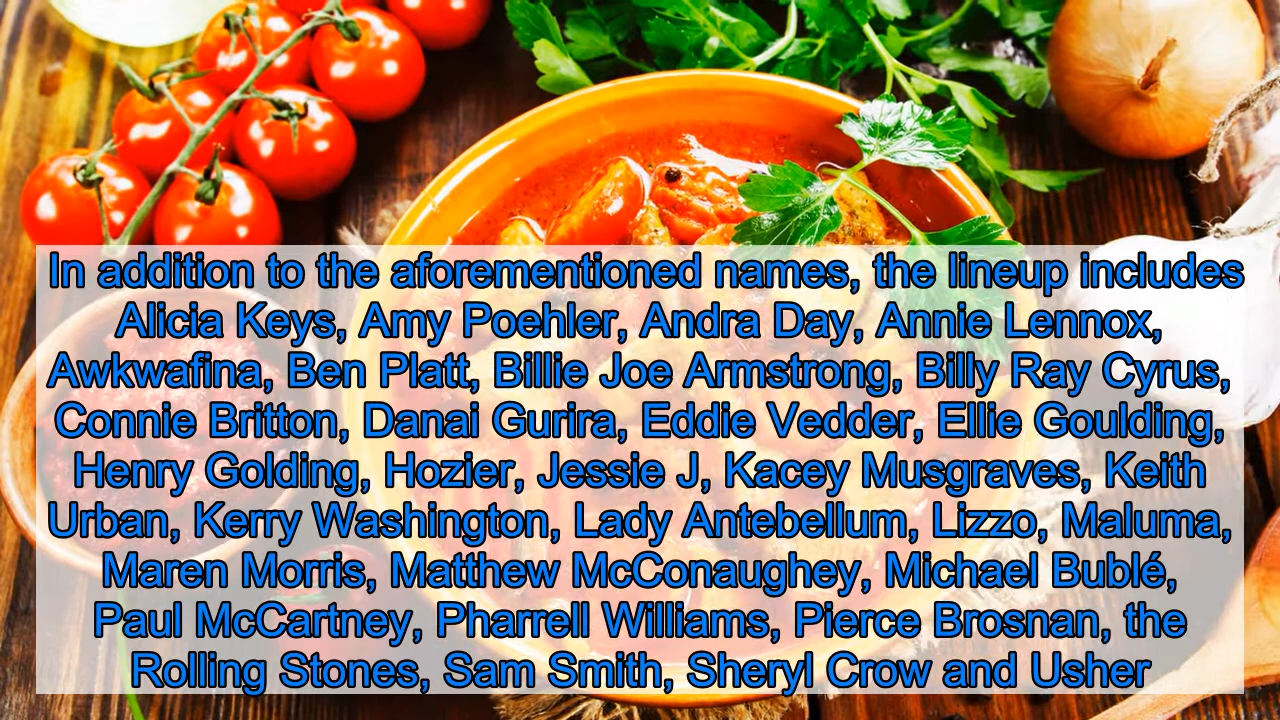 In addition to the aforementioned names, the lineup includes
Alicia Keys, Amy Poehler, Andra Day, Annie Lennox,
Awkwafina, Ben Platt, Billie Joe Armstrong, Billy Ray Cyrus,
Connie Britton, Danai Gurira, Eddie Vedder, Ellie Goulding,
Henry Golding, Hozier, Jessie J, Kacey Musgraves, Keith
Urban, Kerry Washington, Lady Antebellum, Lizzo, Maluma,
Maren Morris, Matthew McConaughey, Michael Bublé,
Paul McCartney, Pharrell Williams, Pierce Brosnan, the
Rolling Stones, Sam Smith, Sheryl Crow and Usher